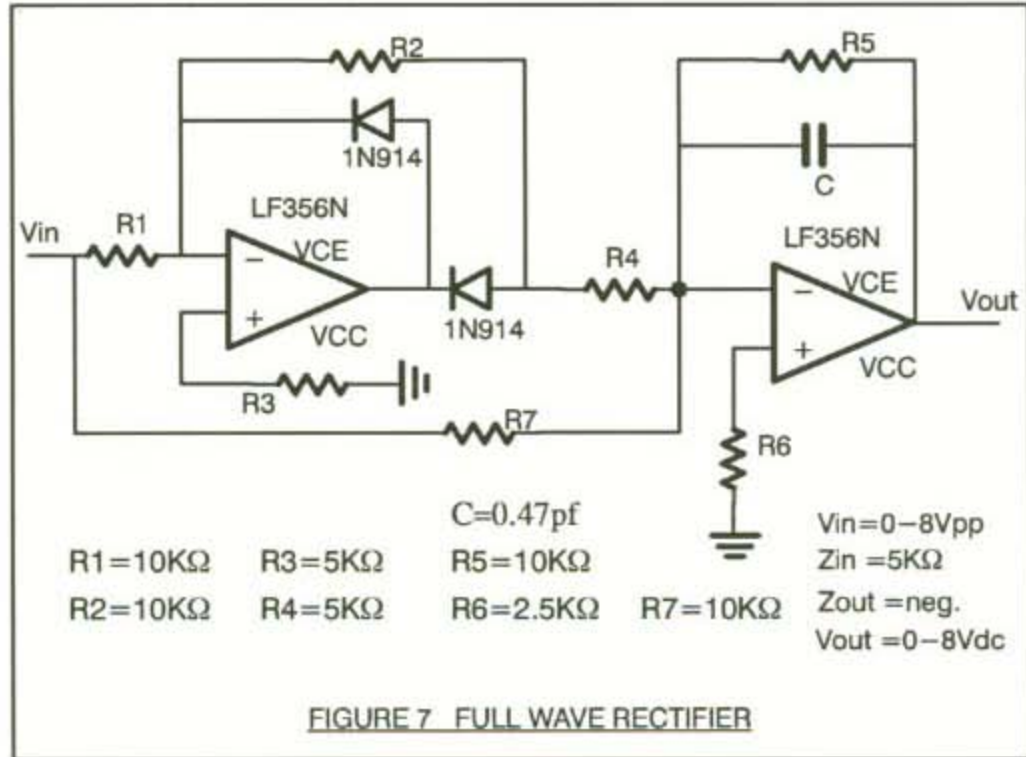 R2
R5
1N914
C
LF356N
LF356N
Vin
R1
VCE
R4
VCE
Vout
−
−
+
+
VCC
1N914
VCC
R3
R7
R6
C=0.47pf
R1=10KΩ R3=5KΩ R5=10KΩ
R2=10KΩ R4=5KΩ R6=2.5KΩ R7=10KΩ
Vin=0−8Vpp
Zin =5KΩ
Zout =neg.
Vout =0−8Vdc
FIGURE 7 FULL WAVE RECTIFIER